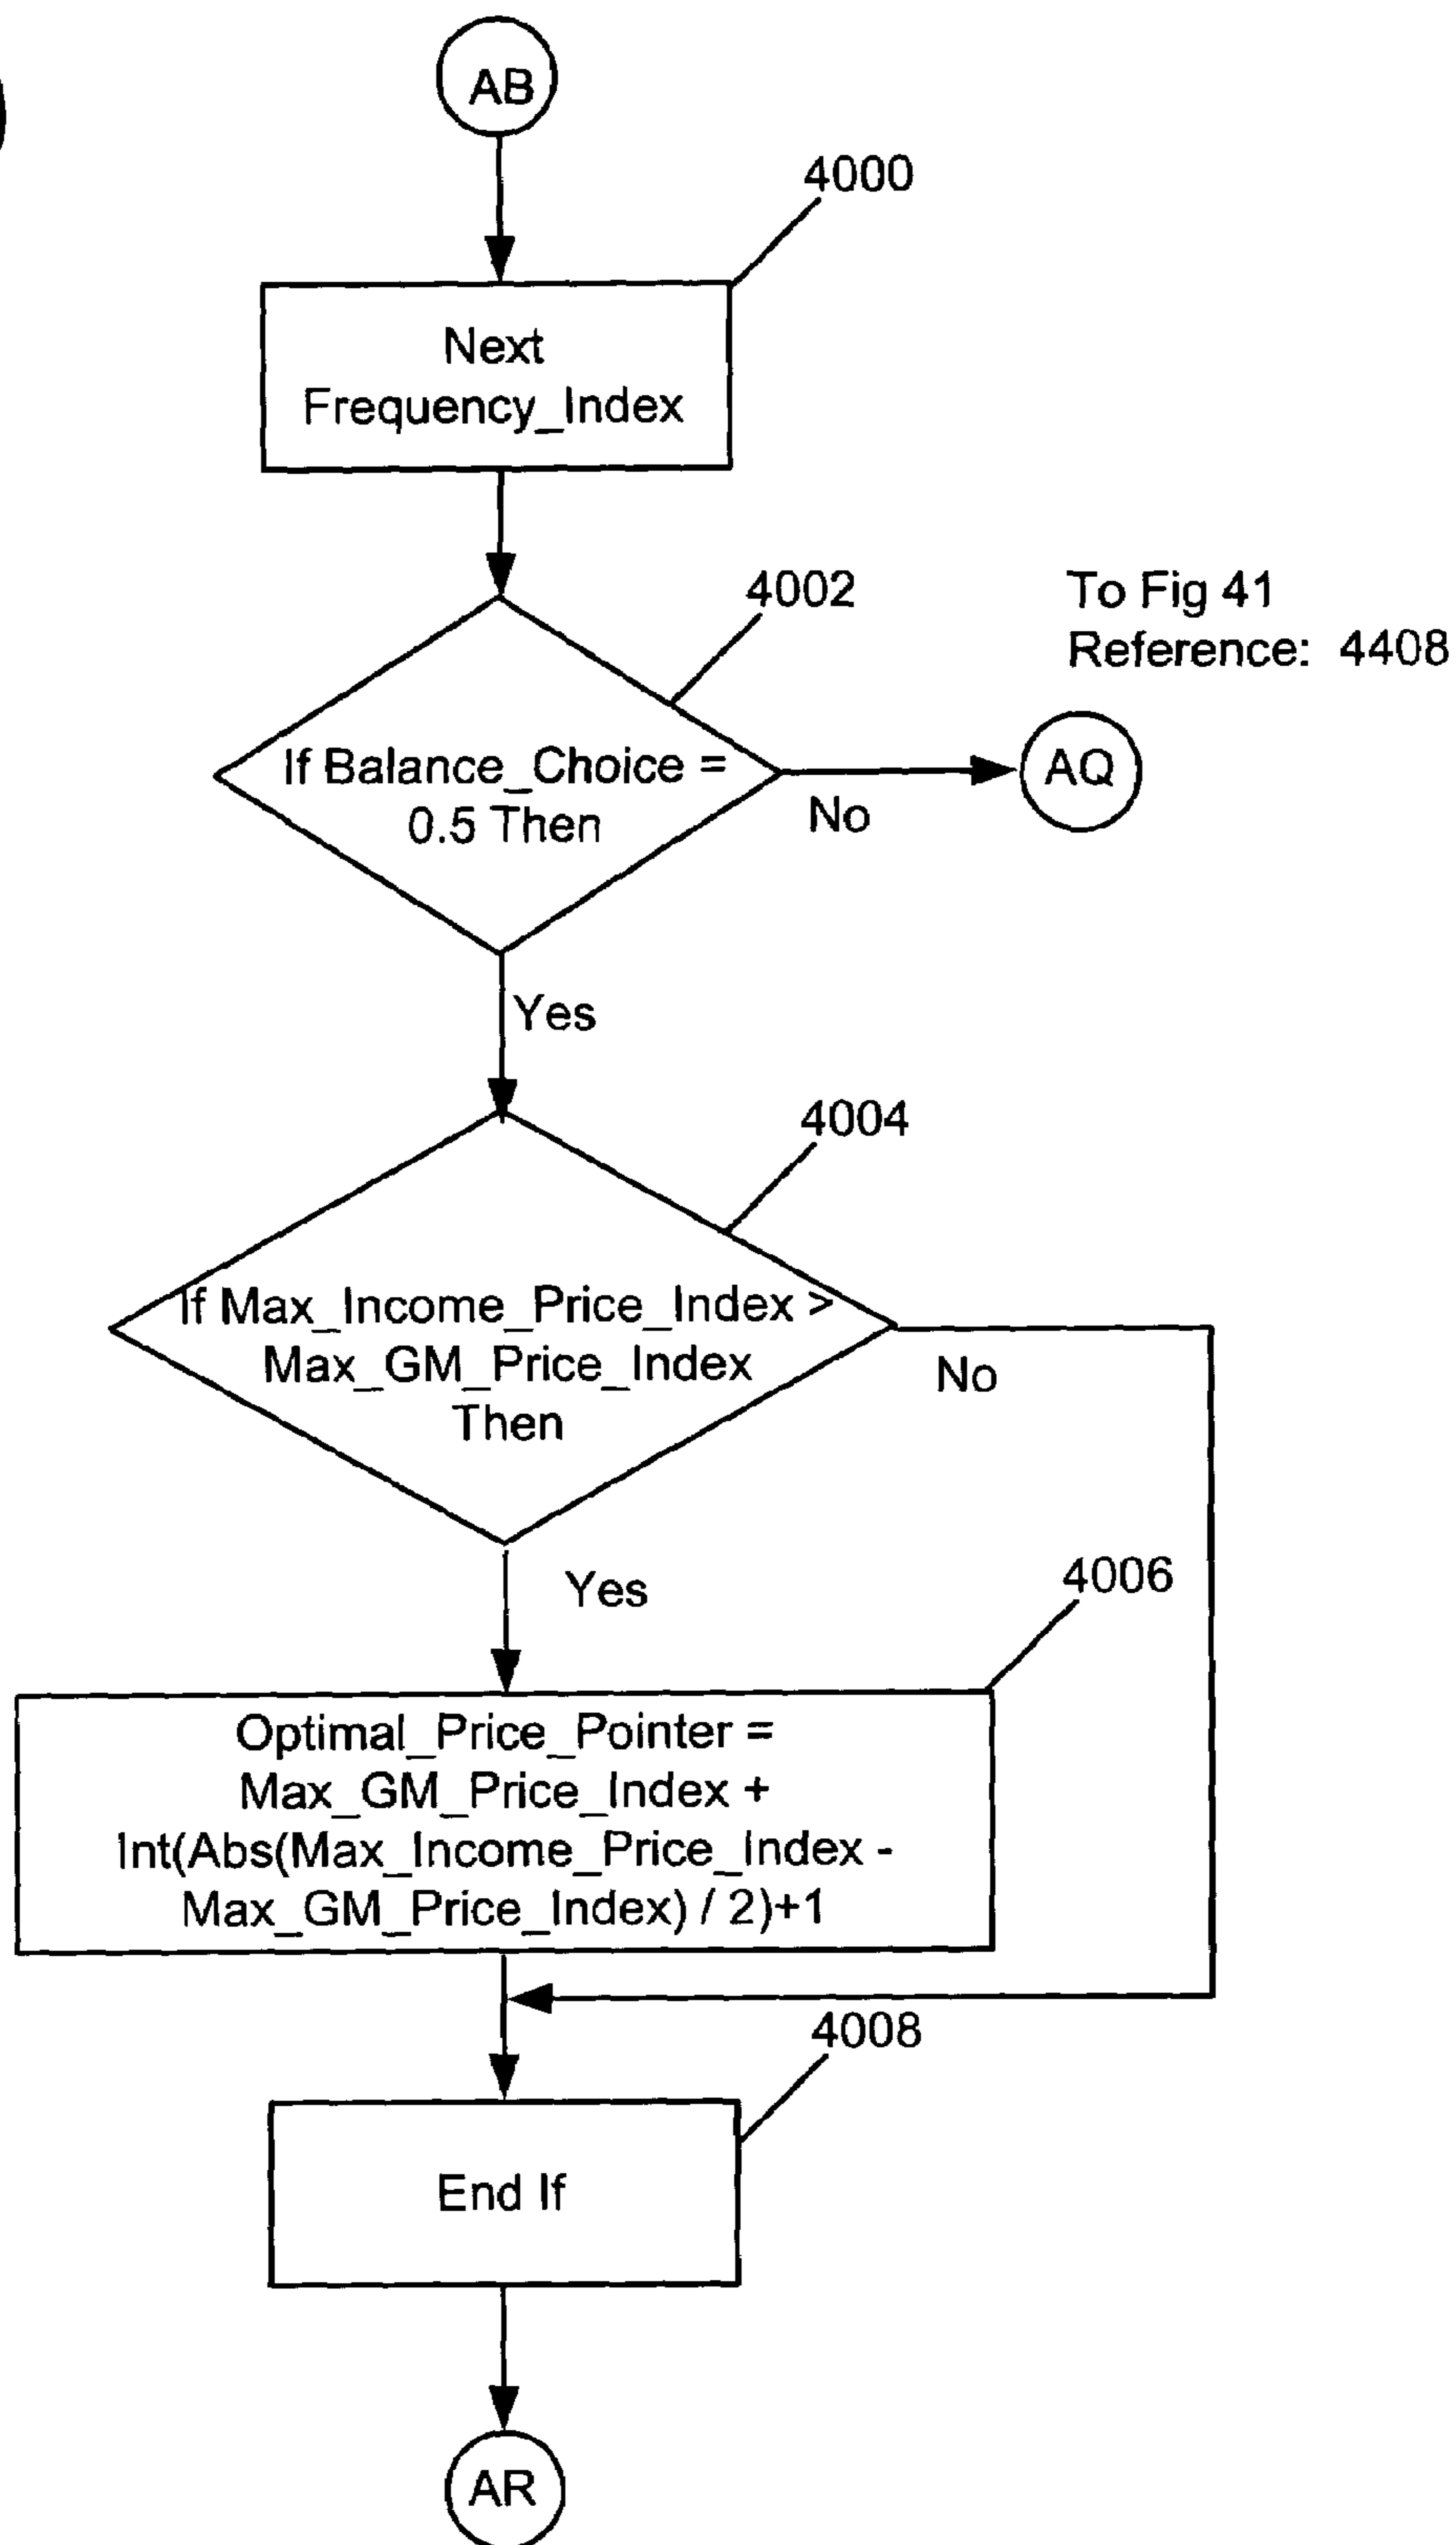 AB
4000
Next
Frequency_Index
4002
To Fig 41
Reference: 4408
If Balance_Choice =
0.5 Then
No
AQ
Yes
4004
If Max_Income_Price_Index >
Max_GM_Price_Index
Then
No
Yes
4006
Optimal_Price_Pointer =
Max_GM_Price_Index +
Int(Abs(Max_Income_Price_Index -
Max_GM_Price_Index) / 2)+1
4008
End If
AR